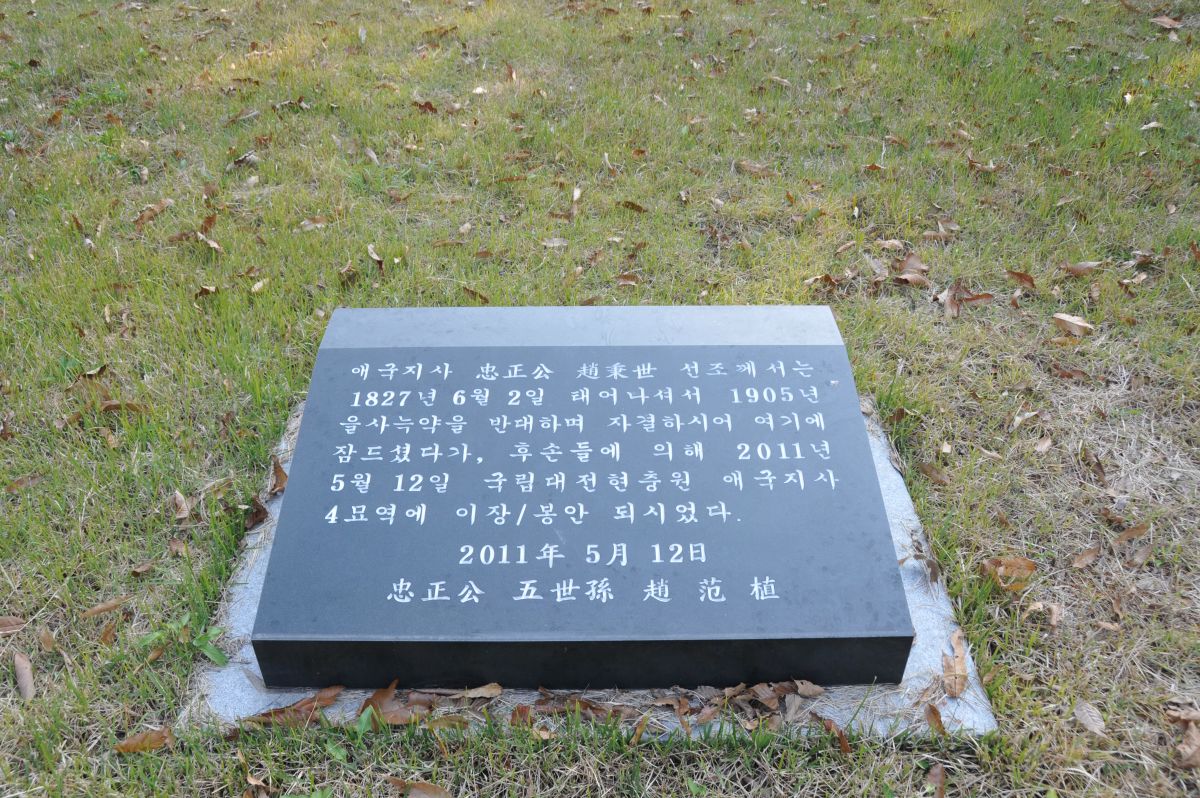 애국지사 忠正公 趙秉世 선조께서는
1827년 6월 2일 태어나셔서 1905년
을사늑약을 반대하며 자결하시어 여기에
잠드셨다가, 후손들에 의해 2011년
5월 12일 국립대전현충원 애국지사
4묘역에 이장/봉안 되시었다.
2011年 5月 12日
忠正公 五世孫 趙 范 植